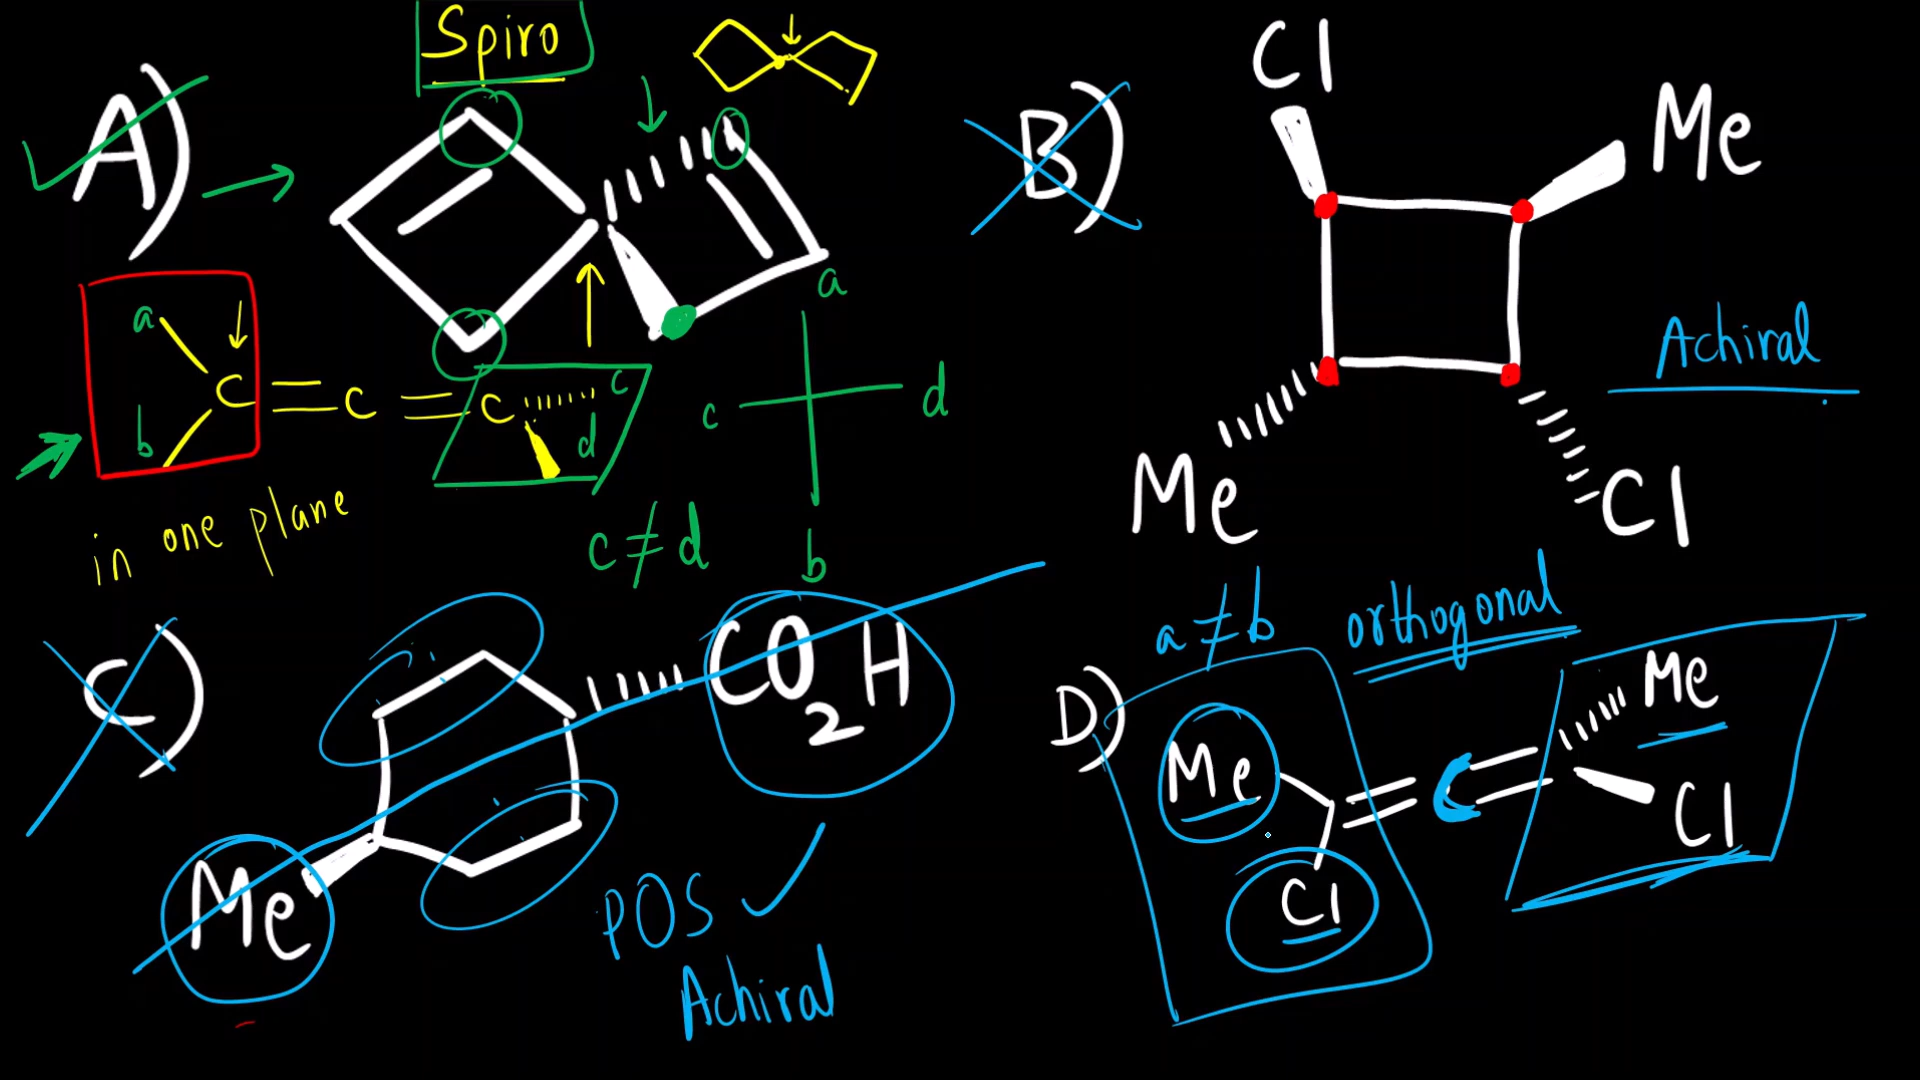 Spiro
A)
a
a
b
C = C = C
c
d
c
d
b
in one plane
c ≠ d
B)
Cl
Me
Me
Cl
Achiral
C)
CO2H
Me
POS ✓
Achiral
a ≠ b
orthogonal
D)
Me
Cl
C
Me
Cl